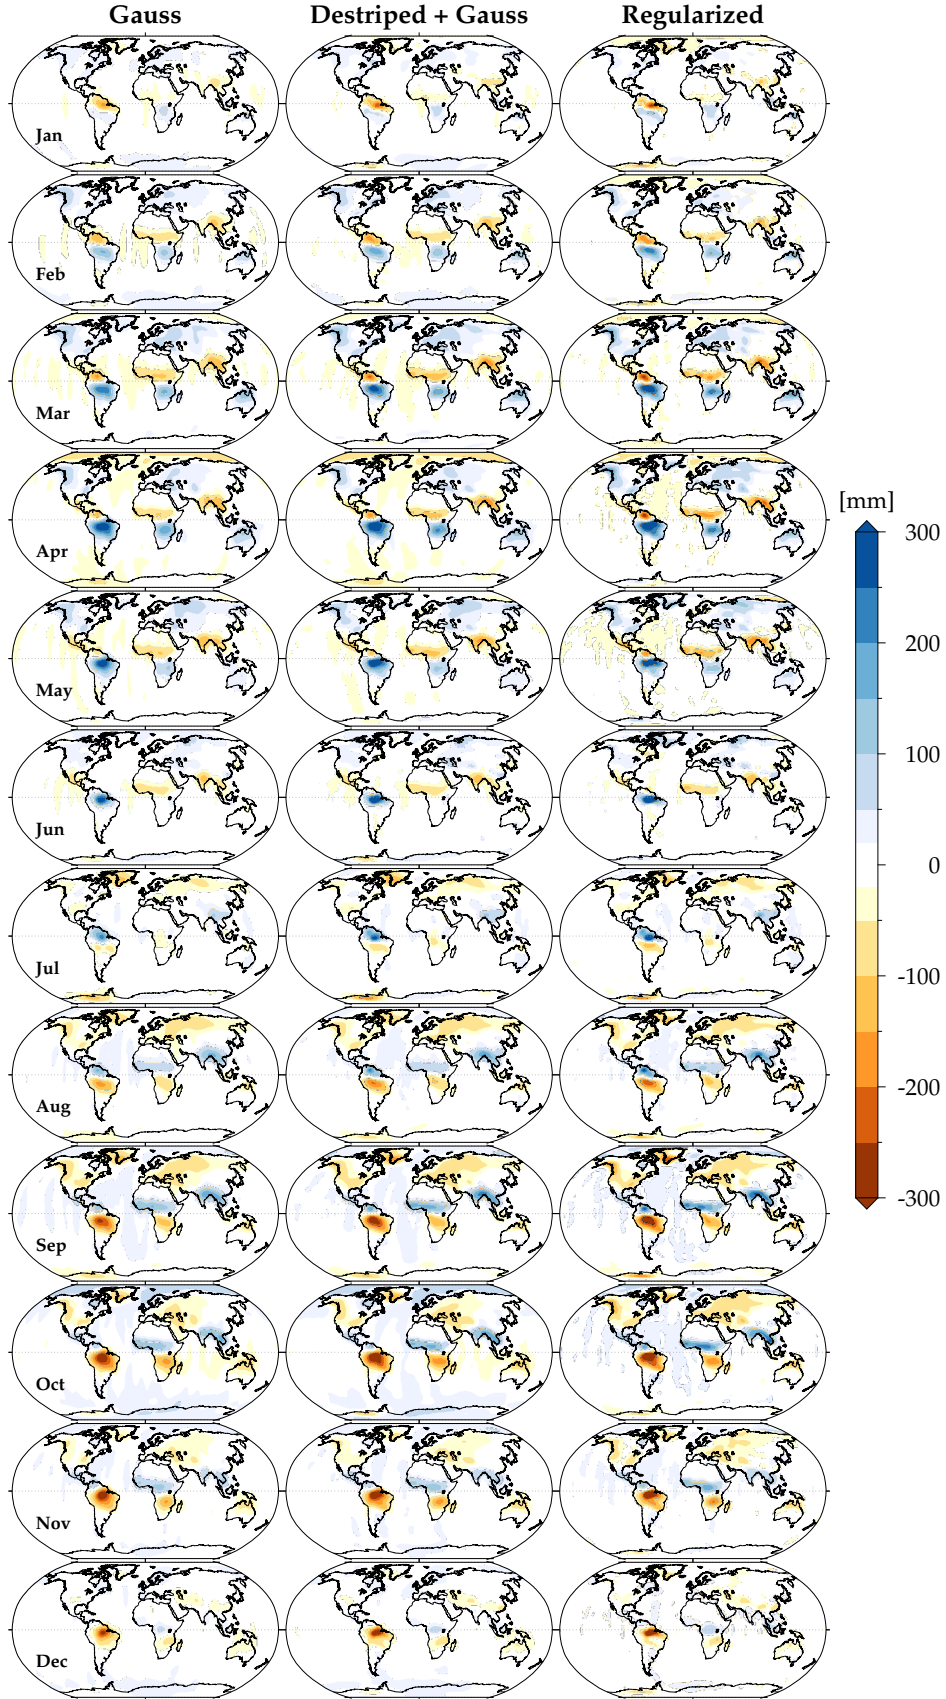 Gauss Destriped + Gauss Regularized
Jan
Feb
Mar
Apr
May
Jun
Jul
Aug
Sep
Oct
Nov
Dec
[mm]
300
200
100
0
-100
-200
-300